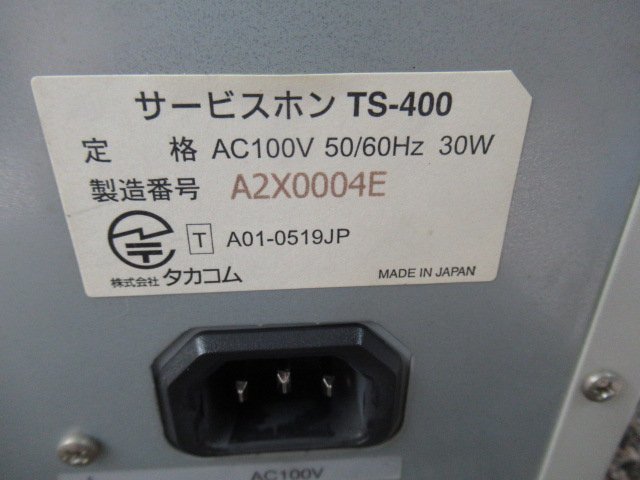 サービスホン TS-400
定 格 AC100V 50/60Hz 30W
製造番号 A2X0004E
T A01-0519JP
株式会社 タカコム MADE IN JAPAN
AC100V